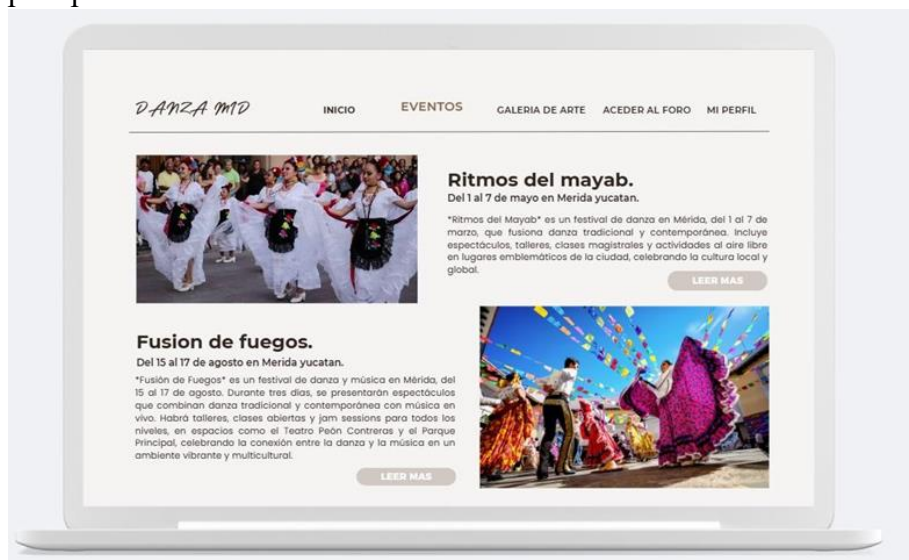 DANZA MID
INICIO
EVENTOS
GALERIA DE ARTE
ACEDER AL FORO
MI PERFIL
Ritmos del mayab.
Del 1 al 7 de mayo en Merida yucatan.
"Ritmos del Mayab" es un festival de danza en Mérida, del 1 al 7 de
marzo, que fusiona danza tradicional y contemporánea. Incluye
espectáculos, talleres, clases magistrales y actividades al aire libre
en lugares emblemáticos de la ciudad, celebrando la cultura local y
global.
LEER MAS
Fusion de fuegos.
Del 15 al 17 de agosto en Merida yucatan.
"Fusión de Fuegos" es un festival de danza y música en Mérida, del
15 al 17 de agosto. Durante tres días, se presentarán espectáculos
que combinan danza tradicional y contemporánea con música en
vivo. Habrá talleres, clases abiertas y jam sessions para todos los
niveles, en espacios como el Teatro Peón Contreras y el Parque
Principal, celebrando la conexión entre la danza y la música en un
ambiente vibrante y multicultural.
LEER MAS